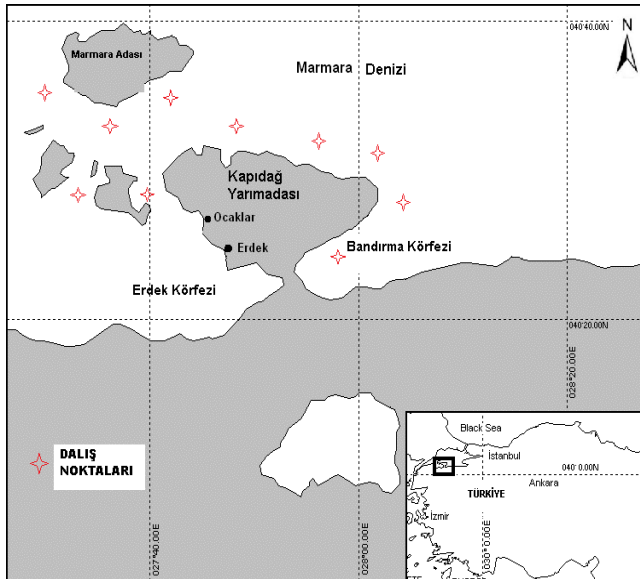 040'40.00N
N
Marmara Adası
Marmara Denizi
Kapıdağ
Yarımadası
Ocaklar
Erdek
Bandırma Körfezi
Erdek Körfezi
040'20.00N
028'20.00E
DALIŞ
NOKTALARI
027'40.00E
028'00.00E
Black Sea
İstanbul
040' 0.00N
Ankara
TÜRKİYE
İzmir
030'0.00E